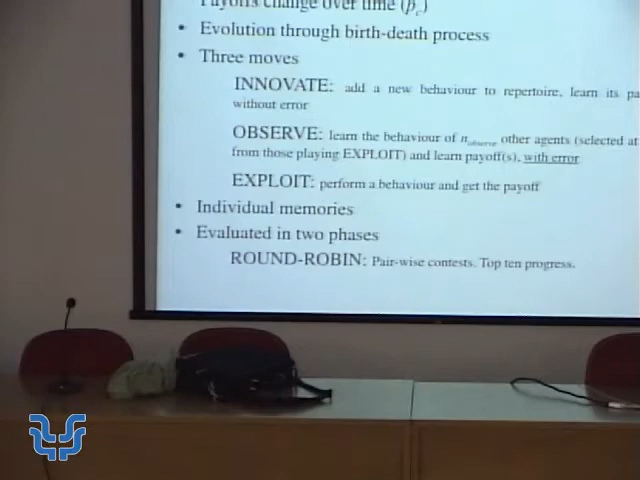 Payoffs change over time (pc)
• Evolution through birth-death process
• Three moves
INNOVATE: add a new behaviour to repertoire, learn its pa
without error
OBSERVE: learn the behaviour of nobserve other agents (selected at
from those playing EXPLOIT) and learn payoff(s), with error
EXPLOIT: perform a behaviour and get the payoff
• Individual memories
• Evaluated in two phases
ROUND-ROBIN: Pair-wise contests. Top ten progress.